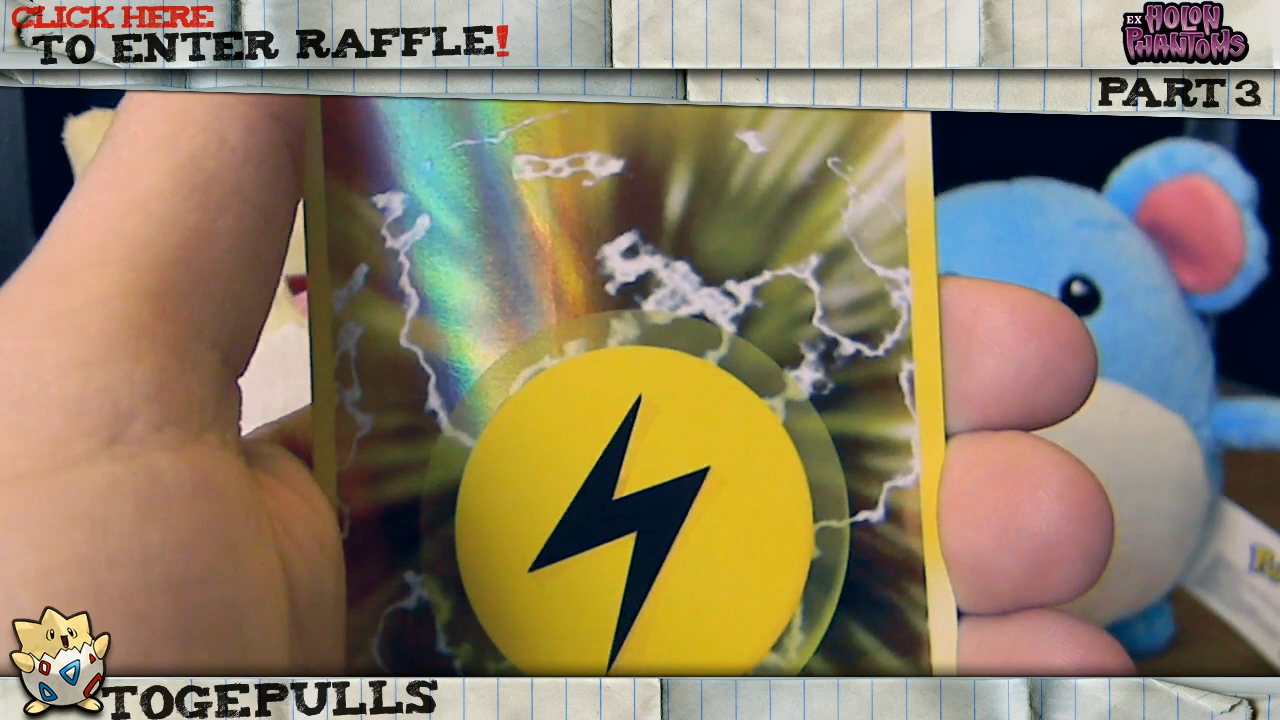 CLICK HERE
TO ENTER RAFFLE!
EX HOLON
PHANTOMS
PART 3
TOGEPULLS